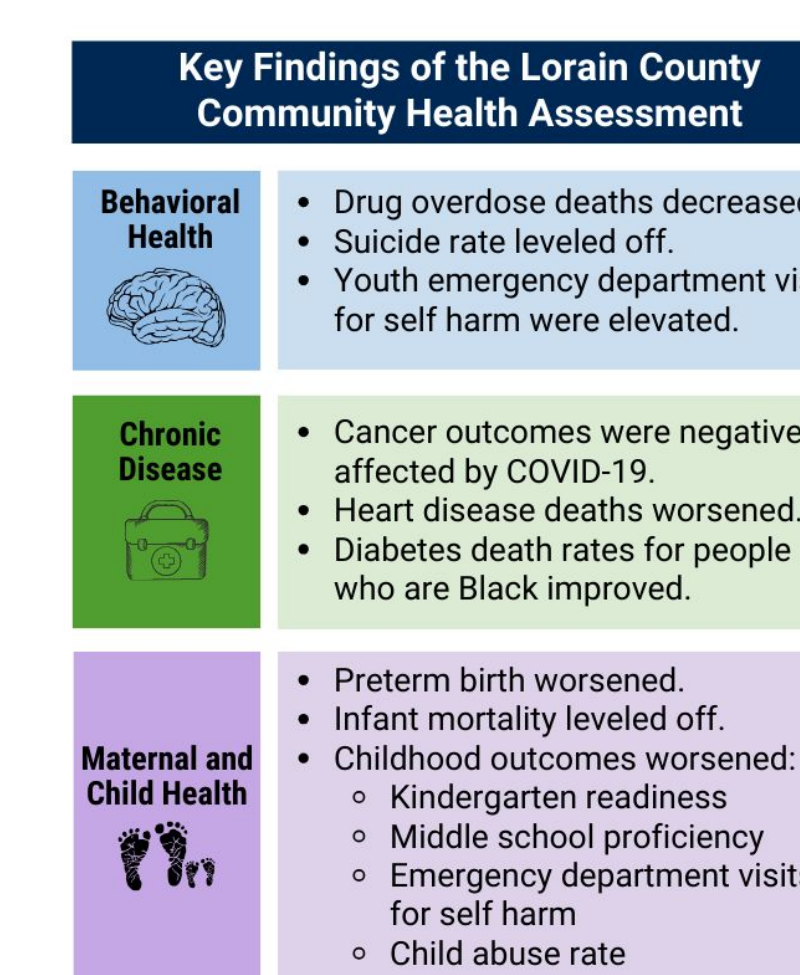 Key Findings of the Lorain County
Community Health Assessment
Behavioral
Health
• Drug overdose deaths decreased
• Suicide rate leveled off.
• Youth emergency department
for self harm were elevated.
Chronic
Disease
• Cancer outcomes were negative
affected by COVID-19.
• Heart disease deaths worsened.
• Diabetes death rates for people
who are Black improved.
Maternal and
Child Health
• Preterm birth worsened.
• Infant mortality leveled off.
• Childhood outcomes worsened:
○ Kindergarten readiness
○ Middle school proficiency
○ Emergency department visits
for self harm
○ Child abuse rate